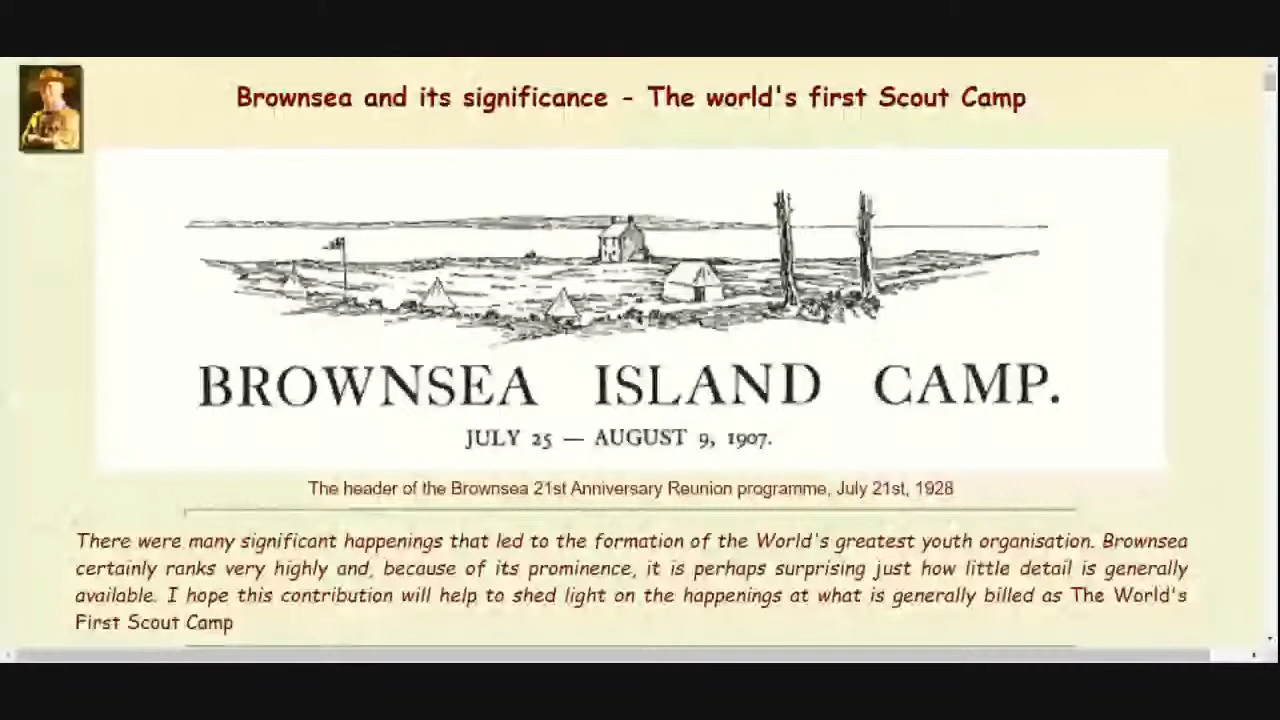 Brownsea and its significance - The world's first Scout Camp
BROWNSEA ISLAND CAMP.
JULY 25 — AUGUST 9, 1907.
The header of the Brownsea 21st Anniversary Reunion programme, July 21st, 1928
There were many significant happenings that led to the formation of the World's greatest youth organisation. Brownsea
certainly ranks very highly and, because of its prominence, it is perhaps surprising just how little detail is generally
available. I hope this contribution will help to shed light on the happenings at what is generally billed as The World's
First Scout Camp